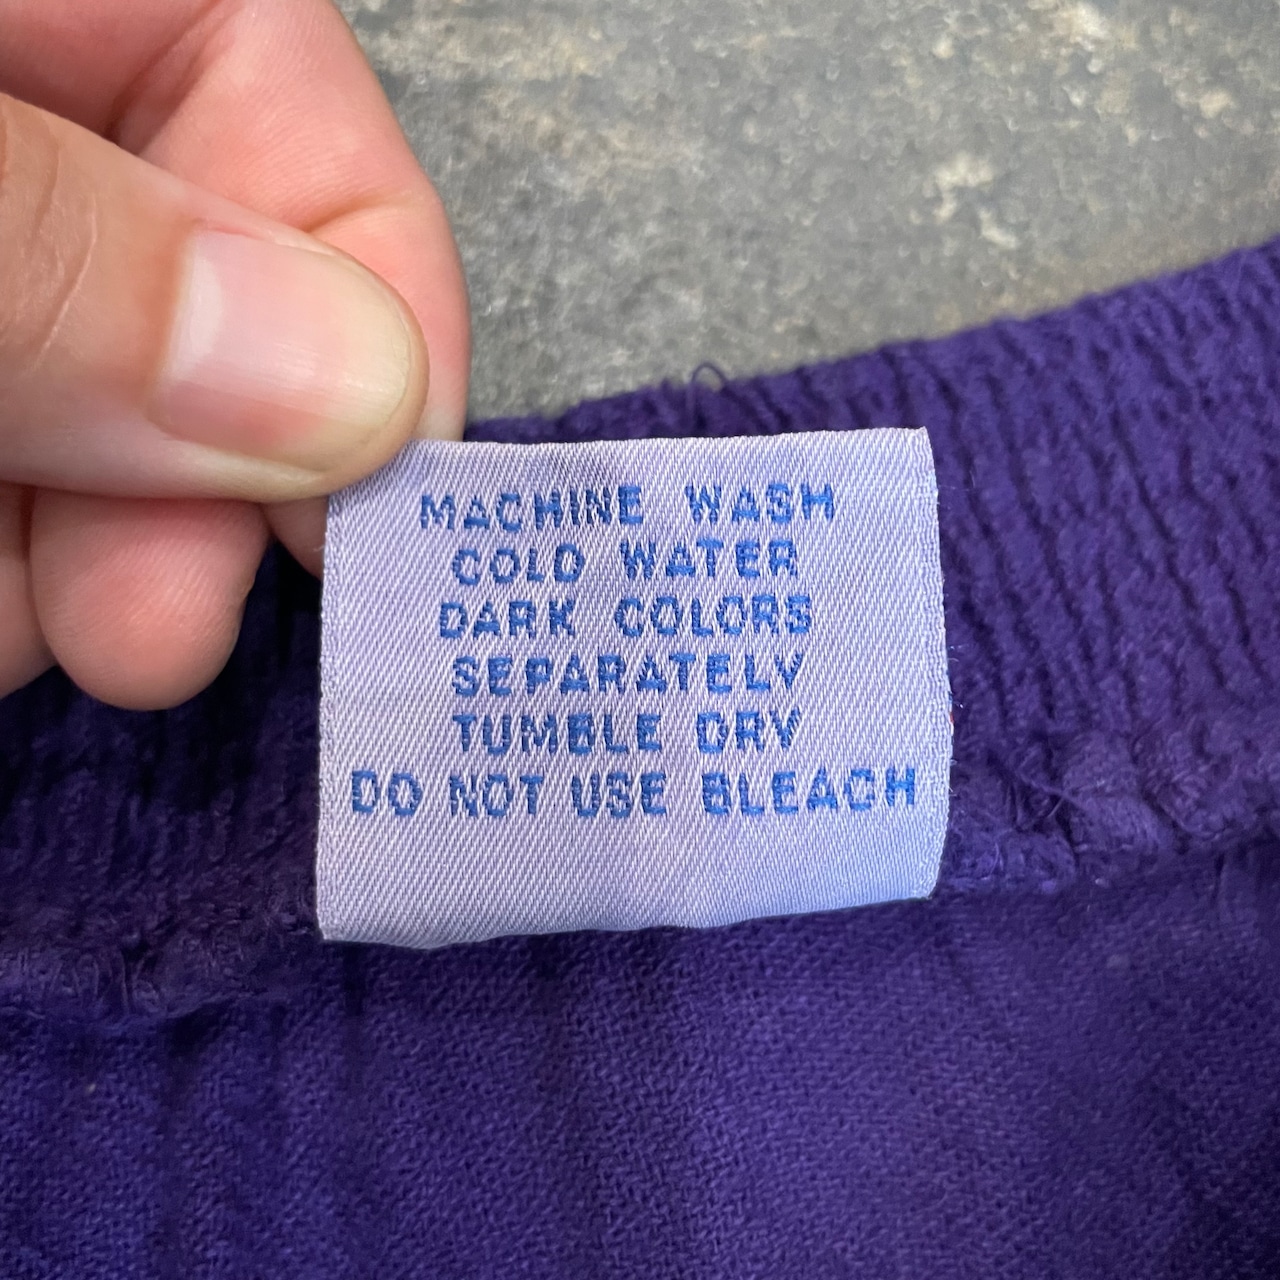 MACHINE WASH
COLD WATER
DARK COLORS
SEPARATELY
TUMBLE DRY
DO NOT USE BLEACH